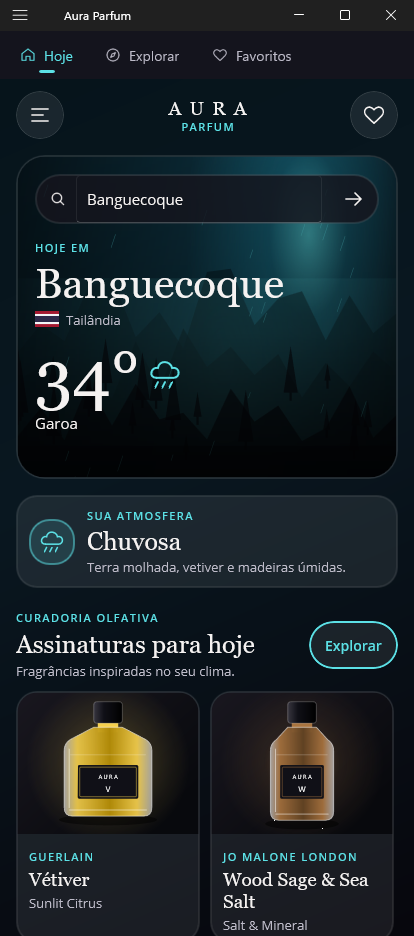 Aura Parfum
Hoje
Explorar
Favoritos
AURA
PARFUM
Banguecoque
HOJE EM
Banguecoque
Tailândia
34°
Garoa
SUA ATMOSFERA
Chuvosa
Terra molhada, vetiver e madeiras úmidas.
CURADORIA OLFATIVA
Assinaturas para hoje
Explorar
Fragrâncias inspiradas no seu clima.
AURA
V
AURA
W
GUERLAIN
Vétiver
Sunlit Citrus
JO MALONE LONDON
Wood Sage & Sea
Salt
Salt & Mineral